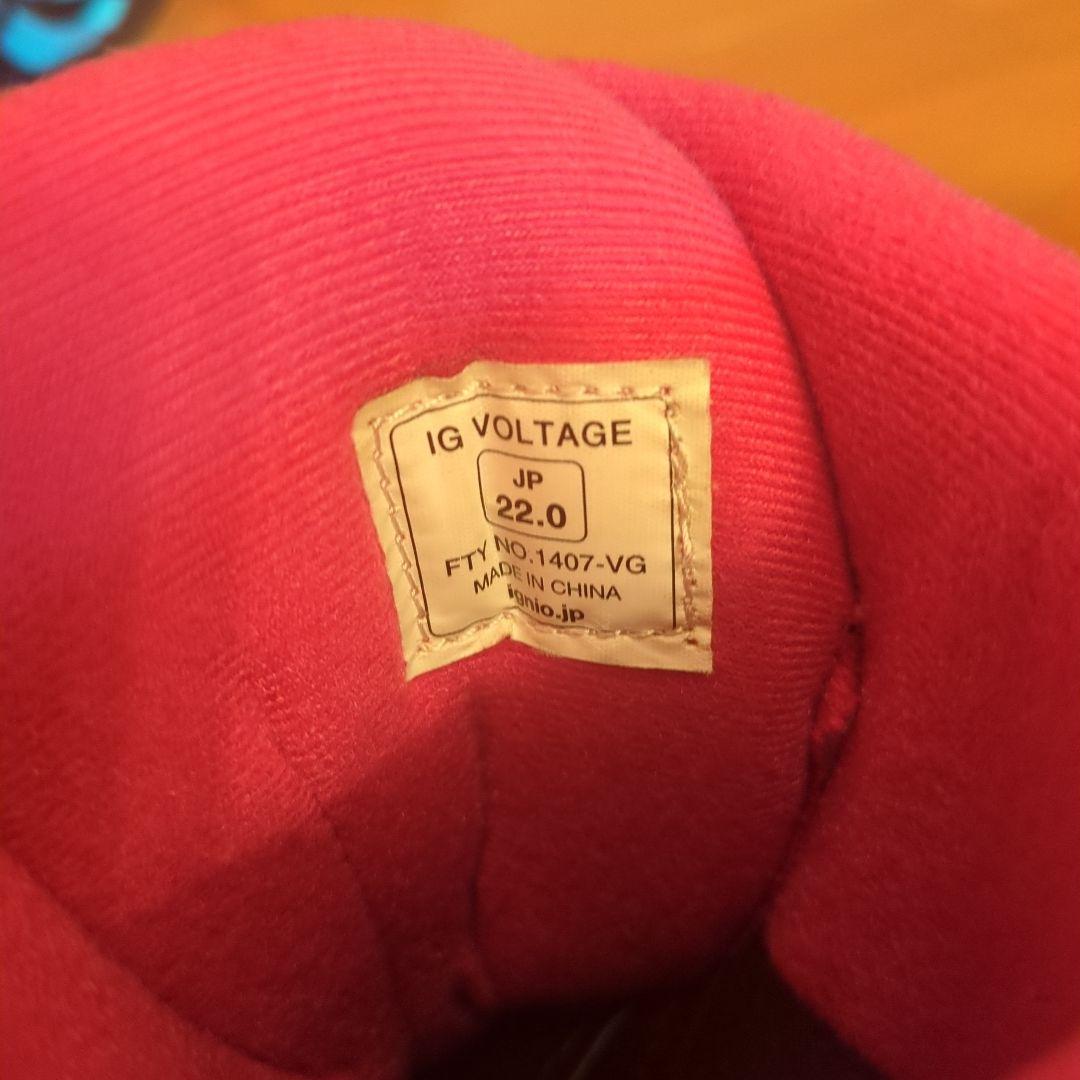 IG VOLTAGE
JP
22.0
FTY NO.1407-VG
MADE IN CHINA
ignio.jp